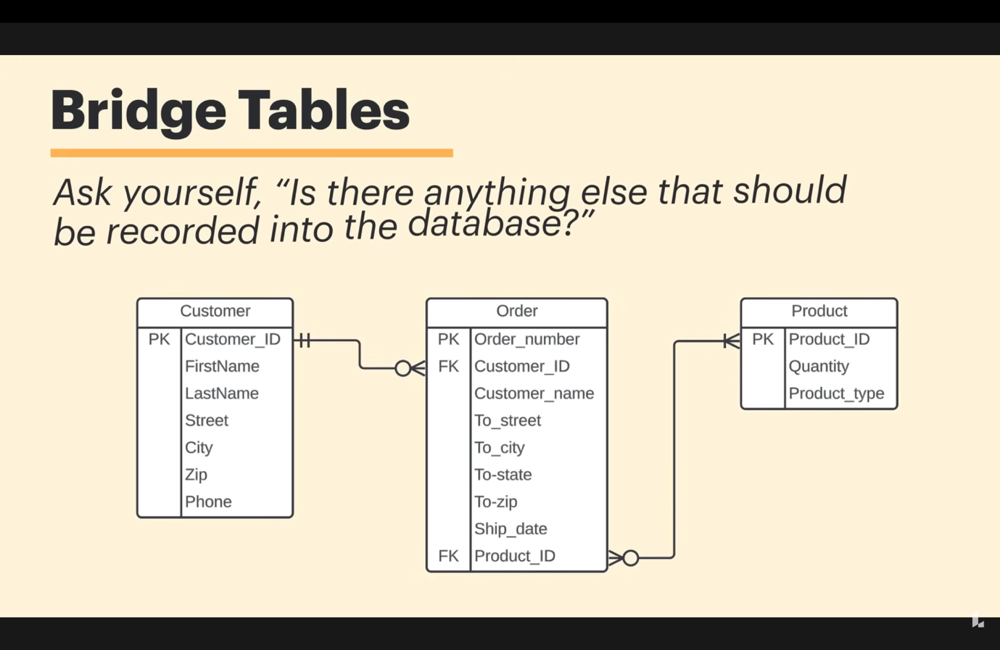 Bridge Tables
Ask yourself, “Is there anything else that should
be recorded into the database?”
Customer
PK Customer_ID
FirstName
LastName
Street
City
Zip
Phone
Order
PK Order_number
FK Customer_ID
Customer_name
To_street
To_city
To-state
To-zip
Ship_date
FK Product_ID
Product
PK Product_ID
Quantity
Product_type